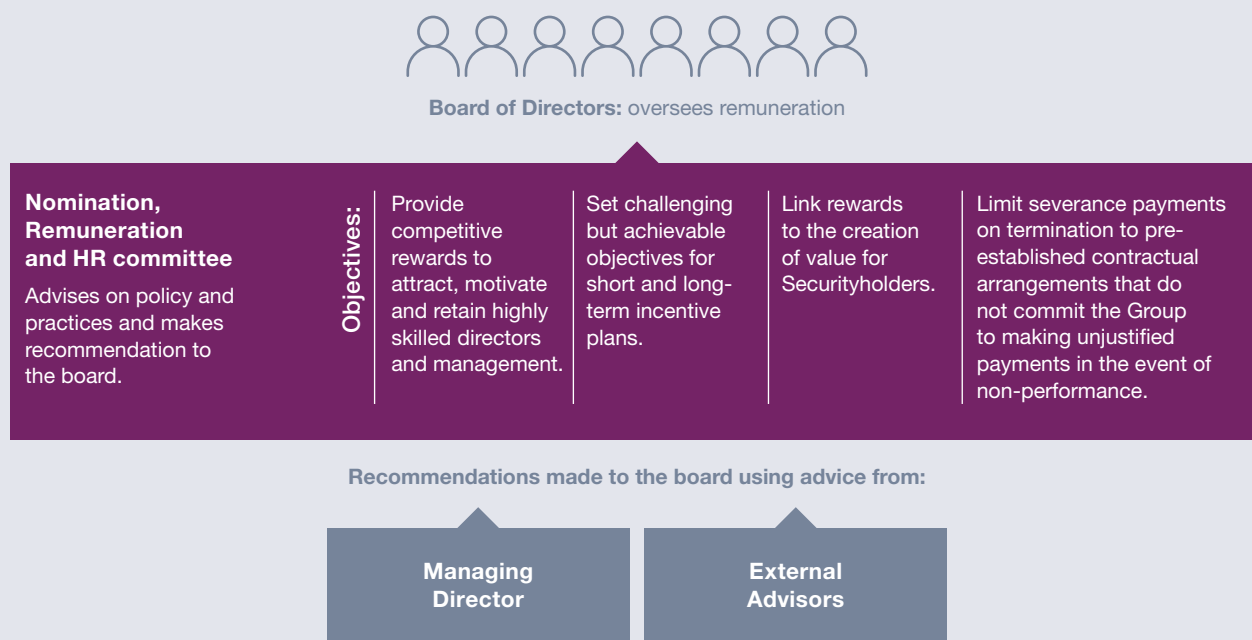 Board of Directors: oversees remuneration
Nomination,
Remuneration
and HR committee
Advises on policy and
practices and makes
recommendation to
the board.
Objectives:
Provide
competitive
rewards to
attract, motivate
and retain highly
skilled directors
and management.
Set challenging
but achievable
objectives for
short and long-
term incentive
plans.
Link rewards
to the creation
of value for
Securityholders.
Limit severance payments
on termination to pre-
established contractual
arrangements that do
not commit the Group
to making unjustified
payments in the event of
non-performance.
Recommendations made to the board using advice from:
Managing
Director
External
Advisors